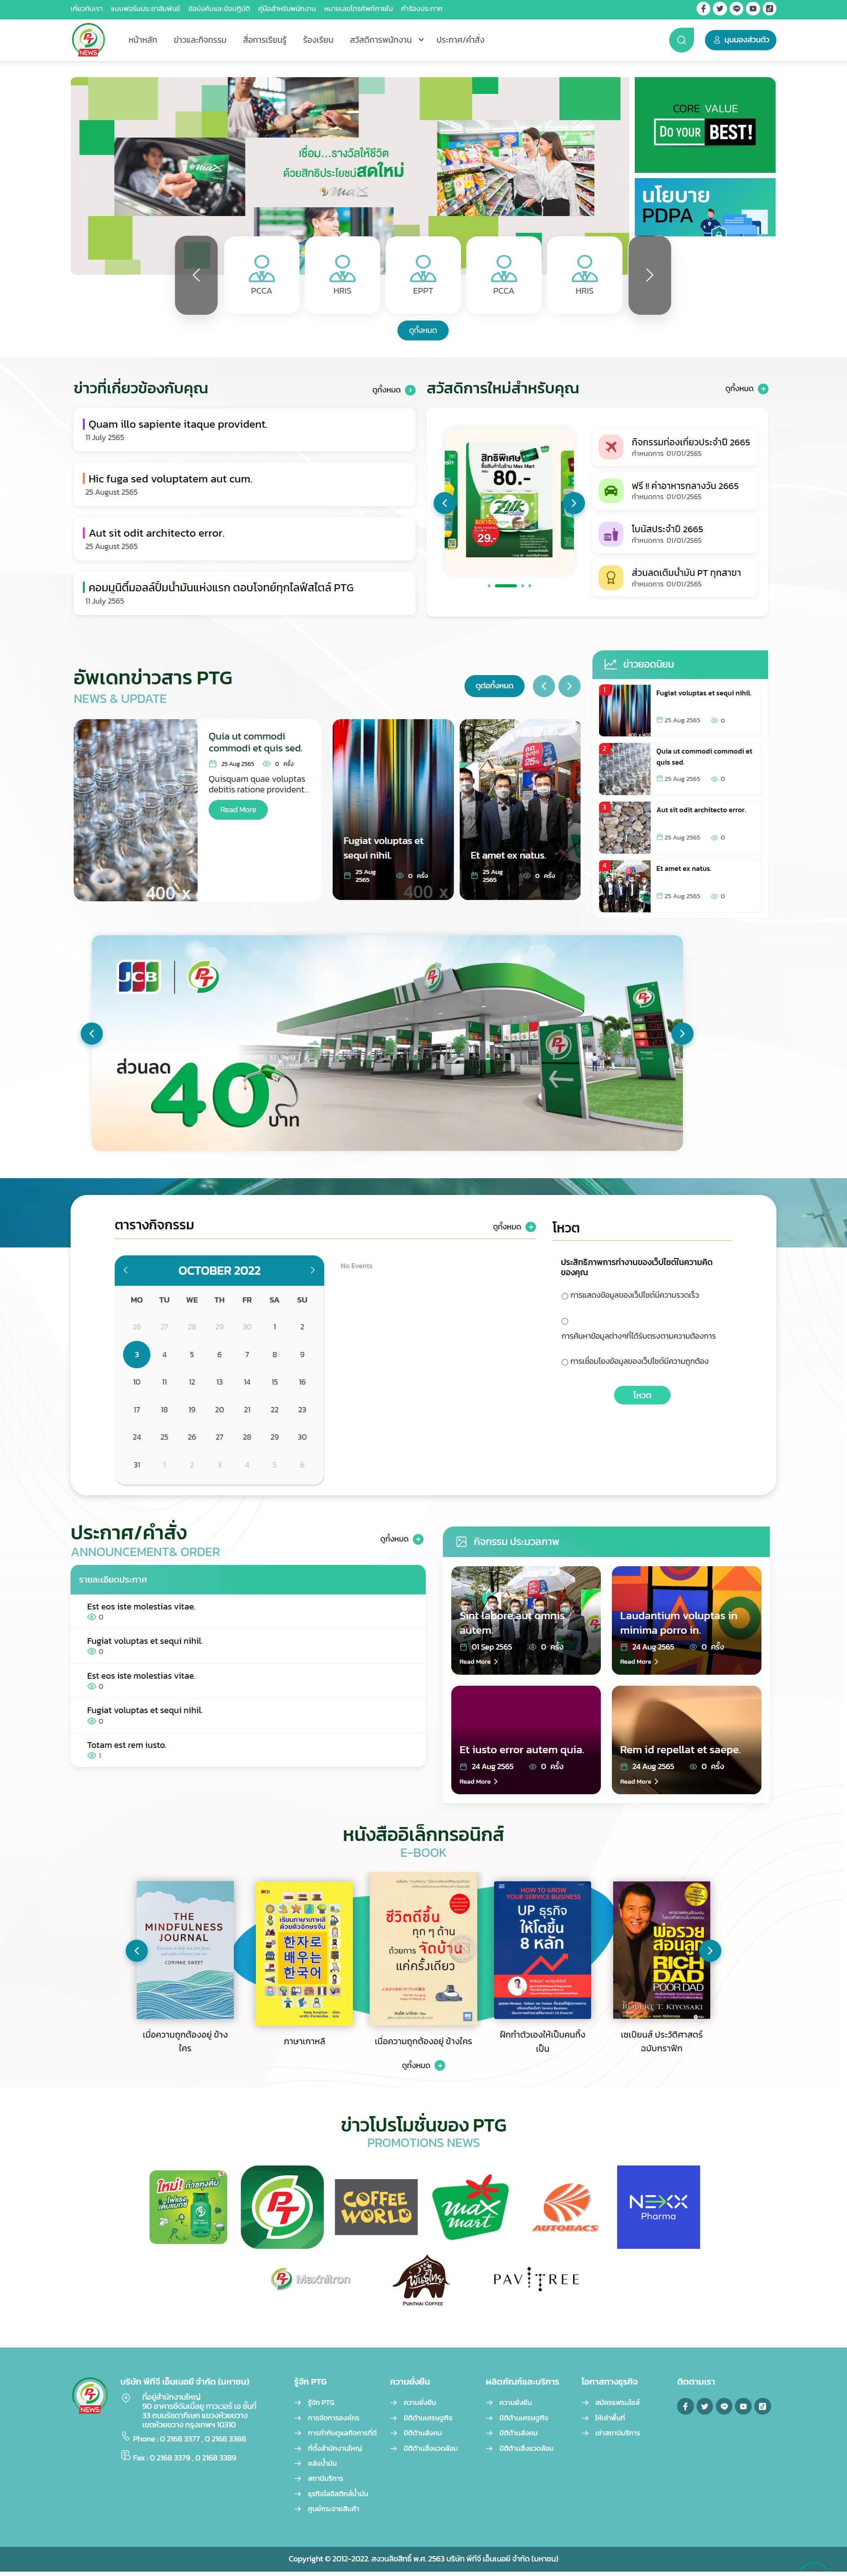 เกี่ยวกับเรา แบบฟอร์มประชาสัมพันธ์ ข้อบังคับและข้อปฏิบัติ คู่มือสำหรับพนักงาน หมายเลขโทรศัพท์ภายใน คำร้องประกาศ
PT NEWS
หน้าหลัก ข่าวและกิจกรรม สื่อการเรียนรู้ ร้องเรียน สวัสดิการพนักงาน ประกาศ/คำสั่ง
มุมมองส่วนตัว
เชื่อม...รางวัลให้ชีวิต
ด้วยสิทธิประโยชน์สดใหม่
CORE VALUE
DO YOUR BEST!
นโยบาย
PDPA
PCCA HRIS EPPT PCCA HRIS
ดูทั้งหมด
ข่าวที่เกี่ยวข้องกับคุณ
ดูทั้งหมด
Quam illo sapiente itaque provident.
11 July 2565
Hic fuga sed voluptatem aut cum.
25 August 2565
Aut sit odit architecto error.
25 August 2565
คอมมูนิตี้มอลล์ปั๊มน้ำมันแห่งแรก ตอบโจทย์ทุกไลฟ์สไตล์ PTG
11 July 2565
สวัสดิการใหม่สำหรับคุณ
ดูทั้งหมด
สิทธิพิเศษ
80.-
Zilk
29.-
กิจกรรมท่องเที่ยวประจำปี 2665
กำหนดการ 01/01/2565
ฟรี !! ค่าอาหารกลางวัน 2665
กำหนดการ 01/01/2565
โบนัสประจำปี 2665
กำหนดการ 01/01/2565
ส่วนลดเติมน้ำมัน PT ทุกสาขา
กำหนดการ 01/01/2565
อัพเดทข่าวสาร PTG
NEWS & UPDATE
ดูต่อทั้งหมด
Quia ut commodi
commodi et quis sed.
25 Aug 2565 0 ครั้ง
Quisquam quae voluptas
debitis ratione provident...
Read More
400 x
Fugiat voluptas et
sequi nihil.
25 Aug
2565
0 ครั้ง
400 x
Et amet ex natus.
25 Aug
2565
0 ครั้ง
ข่าวยอดนิยม
1
Fugiat voluptas et sequi nihil.
25 Aug 2565 0
2
Quia ut commodi commodi et
quis sed.
25 Aug 2565 0
3
Aut sit odit architecto error.
25 Aug 2565 0
4
Et amet ex natus.
25 Aug 2565 0
JCB PT
ส่วนลด
40
บาท
ตารางกิจกรรม
ดูทั้งหมด
OCTOBER 2022
MO TU WE TH FR SA SU
26 27 28 29 30 1 2
3 4 5 6 7 8 9
10 11 12 13 14 15 16
17 18 19 20 21 22 23
24 25 26 27 28 29 30
31 1 2 3 4 5 6
No Events
โหวต
ประสิทธิภาพการทำงานของเว็บไซต์ในความคิด
ของคุณ
การแสดงข้อมูลของเว็บไซต์มีความรวดเร็ว
การค้นหาข้อมูลต่างๆที่ได้รับตรงตามความต้องการ
การเชื่อมโยงข้อมูลของเว็บไซต์มีความถูกต้อง
โหวต
ประกาศ/คำสั่ง
ANNOUNCEMENT& ORDER
ดูทั้งหมด
รายละเอียดประกาศ
Est eos iste molestias vitae.
0
Fugiat voluptas et sequi nihil.
0
Est eos iste molestias vitae.
0
Fugiat voluptas et sequi nihil.
0
Totam est rem iusto.
1
กิจกรรม ประมวลภาพ
Sint labore aut omnis
autem.
01 Sep 2565 0 ครั้ง
Read More
Laudantium voluptas in
minima porro in.
24 Aug 2565 0 ครั้ง
Read More
Et iusto error autem quia.
24 Aug 2565 0 ครั้ง
Read More
Rem id repellat et saepe.
24 Aug 2565 0 ครั้ง
Read More
หนังสืออิเล็กทรอนิกส์
E-BOOK
THE
MINDFULNESS
JOURNAL
CORINNE SWEET
เรียนภาษาเกาหลี
ด้วยตัวอักษรจีน
한자로
배우는
한국어
ชีวิตดีขึ้น
ทุกๆด้าน
ด้วยการ จัดบ้าน
แค่ครั้งเดียว
HOW TO GROW
YOUR SERVICE BUSINESS
UP ธุรกิจ
ให้โตขึ้น
8 หลัก
พ่อรวย
สอนลูก
RICH
DAD
POOR DAD
ROBERT T. KIYOSAKI
เมื่อความถูกต้องอยู่ ข้าง
ใคร
ภาษาเกาหลี
เมื่อความถูกต้องอยู่ ข้างใคร
ฝึกทำตัวเองให้เป็นคนทึ้ง
เป็น
เซเปียนส์ ประวัติศาสตร์
ฉบับกราฟิก
ดูทั้งหมด
ข่าวโปรโมชั่นของ PTG
PROMOTIONS NEWS
ใหม่! ก๊าซหุงต้ม
PT
COFFEE WORLD
max mart
AUTOBACS
NEXX
Pharma
PT Maxnitron
พันธุ์ไทย
PUNTHAI COFFEE
PAVITREE
PT NEWS
บริษัท พีทีจี เอ็นเนอยี จำกัด (มหาชน)
ที่อยู่สำนักงานใหญ่
90 อาคารซีดับเบิ้ลยู ทาวเวอร์ เอ ชั้นที่
33 ถนนรัชดาภิเษก แขวงห้วยขวาง
เขตห้วยขวาง กรุงเทพฯ 10310
Phone : 0 2168 3377 , 0 2168 3388
Fax : 0 2168 3379 , 0 2168 3389
รู้จัก PTG
รู้จัก PTG
การจัดการองค์กร
การกำกับดูแลกิจการที่ดี
ที่ตั้งสำนักงานใหญ่
คลังน้ำมัน
สถานีบริการ
ธุรกิจโลจิสติกส์น้ำมัน
ศูนย์กระจายสินค้า
ความยั่งยืน
ความยั่งยืน
มิติด้านเศรษฐกิจ
มิติด้านสังคม
มิติด้านสิ่งแวดล้อม
ผลิตภัณฑ์และบริการ
ความยั่งยืน
มิติด้านเศรษฐกิจ
มิติด้านสังคม
มิติด้านสิ่งแวดล้อม
โอกาสทางธุรกิจ
สมัครแฟรนไชส์
ให้เช่าพื้นที่
เช่าสถานีบริการ
ติดตามเรา
Copyright © 2012-2022. สงวนลิขสิทธิ์ พ.ศ. 2563 บริษัท พีทีจี เอ็นเนอยี จำกัด (มหาชน)